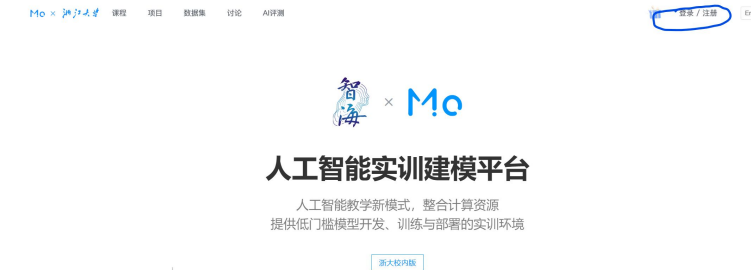 Mo × 浙江大学 课程 项目 数据集 讨论 AI评测 登录 / 注册 En
智海 × Mo
人工智能实训建模平台
人工智能教学新模式，整合计算资源
提供低门槛模型开发、训练与部署的实训环境
浙大校内版